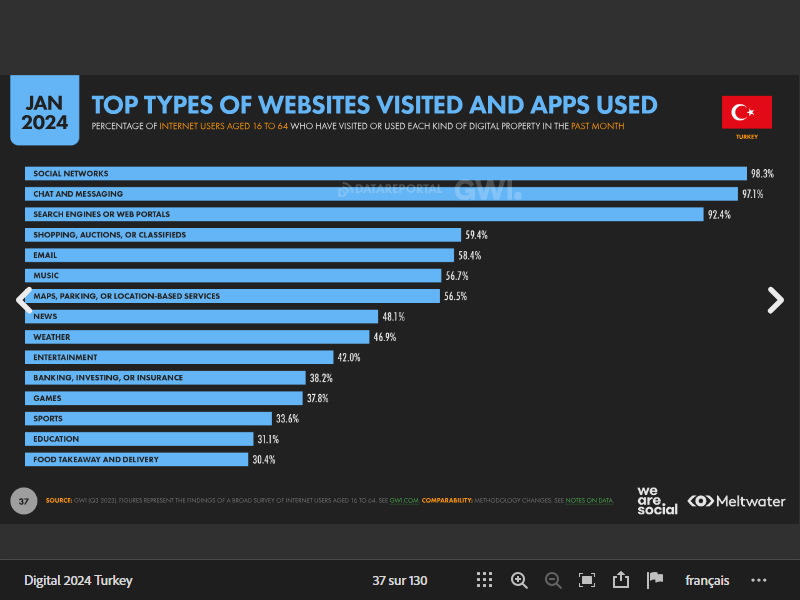 JAN
2024
TOP TYPES OF WEBSITES VISITED AND APPS USED
PERCENTAGE OF INTERNET USERS AGED 16 TO 64 WHO HAVE VISITED OR USED EACH KIND OF DIGITAL PROPERTY IN THE PAST MONTH
TURKEY
SOCIAL NETWORKS 98.3%
CHAT AND MESSAGING 97.1%
DATAREPORTAL GWI.
SEARCH ENGINES OR WEB PORTALS 92.4%
SHOPPING, AUCTIONS, OR CLASSIFIEDS 59.4%
EMAIL 58.4%
MUSIC 56.7%
MAPS, PARKING, OR LOCATION-BASED SERVICES 56.5%
NEWS 48.1%
WEATHER 46.9%
ENTERTAINMENT 42.0%
BANKING, INVESTING, OR INSURANCE 38.2%
GAMES 37.8%
SPORTS 33.6%
EDUCATION 31.1%
FOOD TAKEAWAY AND DELIVERY 30.4%
37
SOURCE: GWI (Q3 2023). FIGURES REPRESENT THE FINDINGS OF A BROAD SURVEY OF INTERNET USERS AGED 16 TO 64. SEE GWI.COM. COMPARABILITY: METHODOLOGY CHANGES. SEE NOTES ON DATA.
we
are.
social
Meltwater
Digital 2024 Turkey
37 sur 130
français